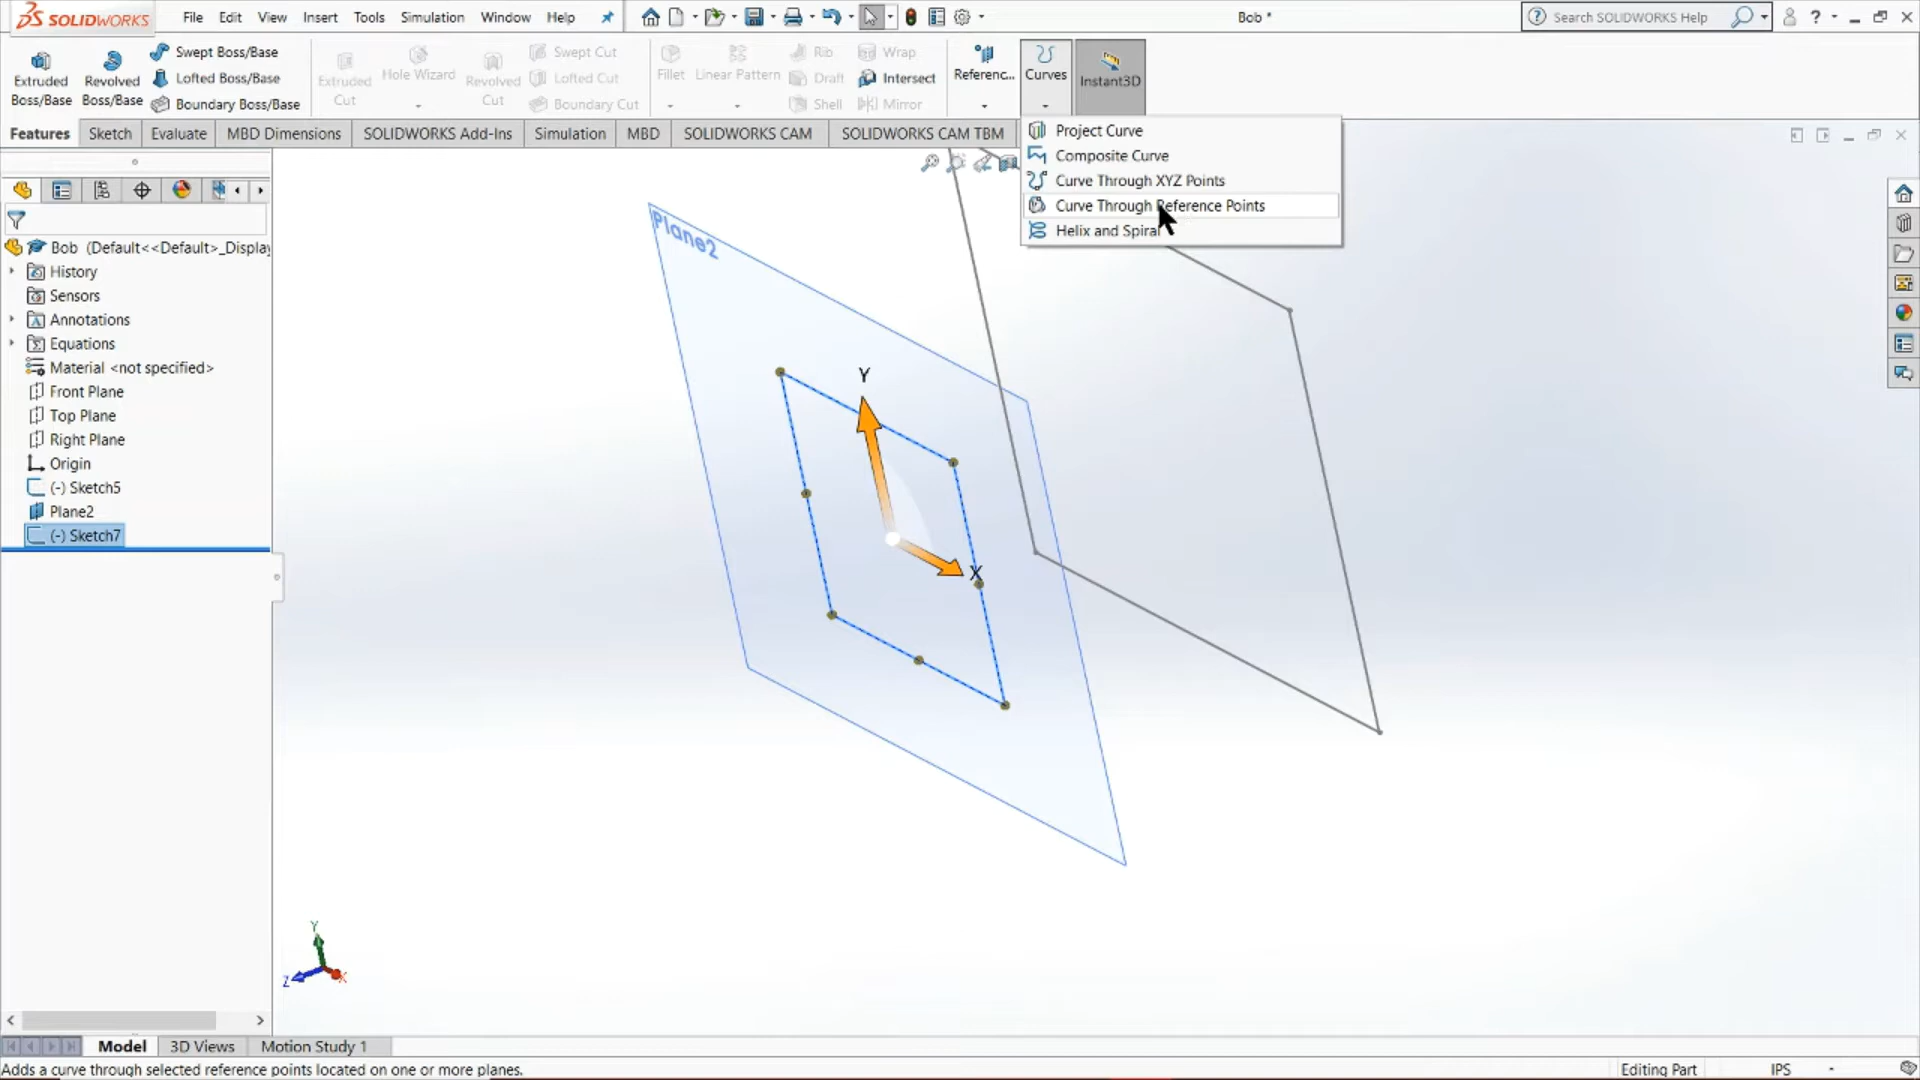 SOLIDWORKS File Edit View Insert Tools Simulation Window Help Bob * Search SOLIDWORKS Help ?
Extruded Boss/Base
Revolved Boss/Base
Swept Boss/Base
Lofted Boss/Base
Boundary Boss/Base
Extruded Cut
Hole Wizard
Revolved Cut
Swept Cut
Lofted Cut
Boundary Cut
Fillet
Linear Pattern
Rib
Draft
Shell
Wrap
Intersect
Mirror
Referenc...
Curves
Instant3D
Features Sketch Evaluate MBD Dimensions SOLIDWORKS Add-Ins Simulation MBD SOLIDWORKS CAM SOLIDWORKS CAM TBM
Project Curve
Composite Curve
Curve Through XYZ Points
Curve Through Reference Points
Helix and Spiral
Bob (Default<<Default>_Display
History
Sensors
Annotations
Equations
Material <not specified>
Front Plane
Top Plane
Right Plane
Origin
(-) Sketch5
Plane2
(-) Sketch7
Plane2
Y
X
Y
Z
X
Model 3D Views Motion Study 1
Adds a curve through selected reference points located on one or more planes. Editing Part IPS -